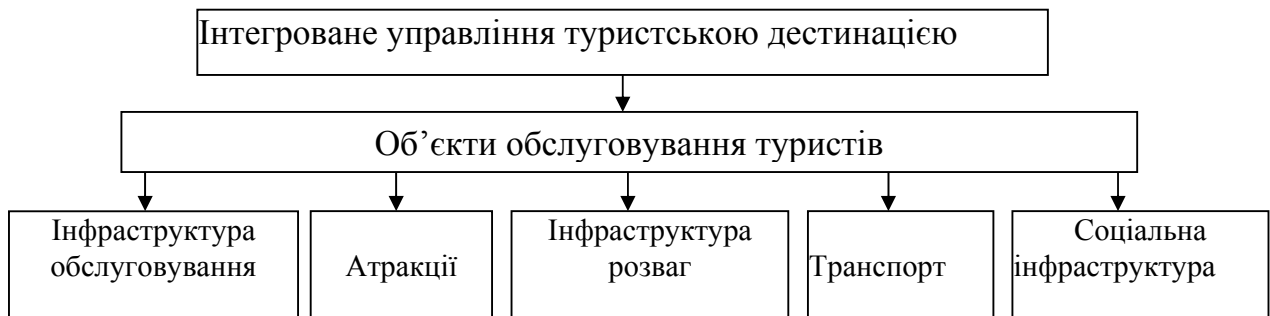 Інтегроване управління туристською дестинацією
Об’єкти обслуговування туристів
Інфраструктура
обслуговування
Атракції
Інфраструктура
розваг
Транспорт
Соціальна
інфраструктура